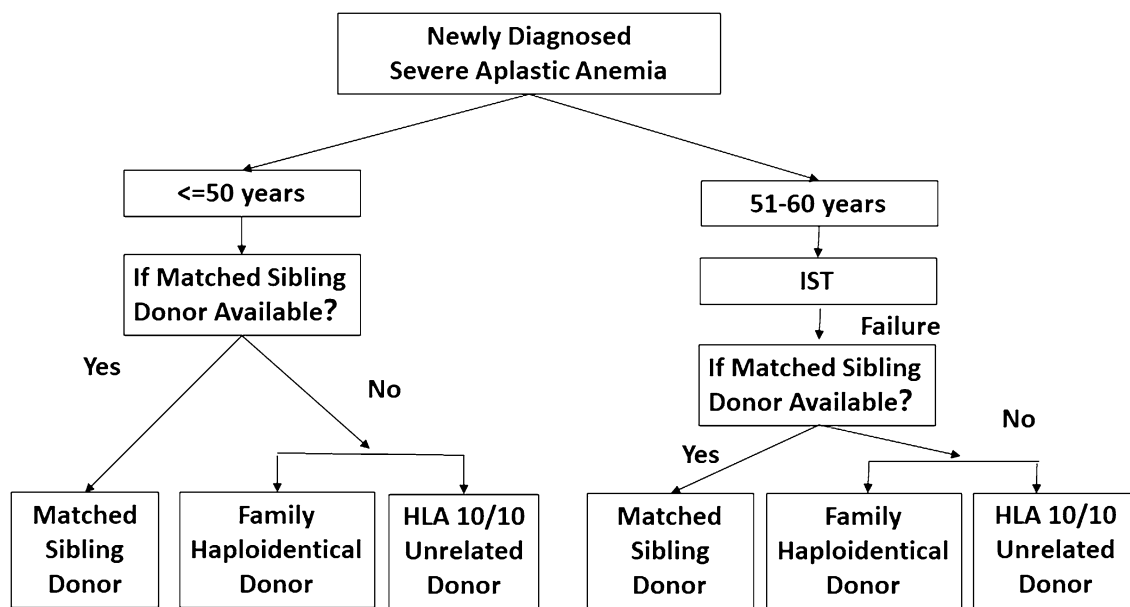 Newly Diagnosed
Severe Aplastic Anemia
<=50 years
51-60 years
If Matched Sibling
Donor Available?
IST
Failure
If Matched Sibling
Donor Available?
Yes
No
Yes
No
Matched
Sibling
Donor
Family
Haploidentical
Donor
HLA 10/10
Unrelated
Donor
Matched
Sibling
Donor
Family
Haploidentical
Donor
HLA 10/10
Unrelated
Donor